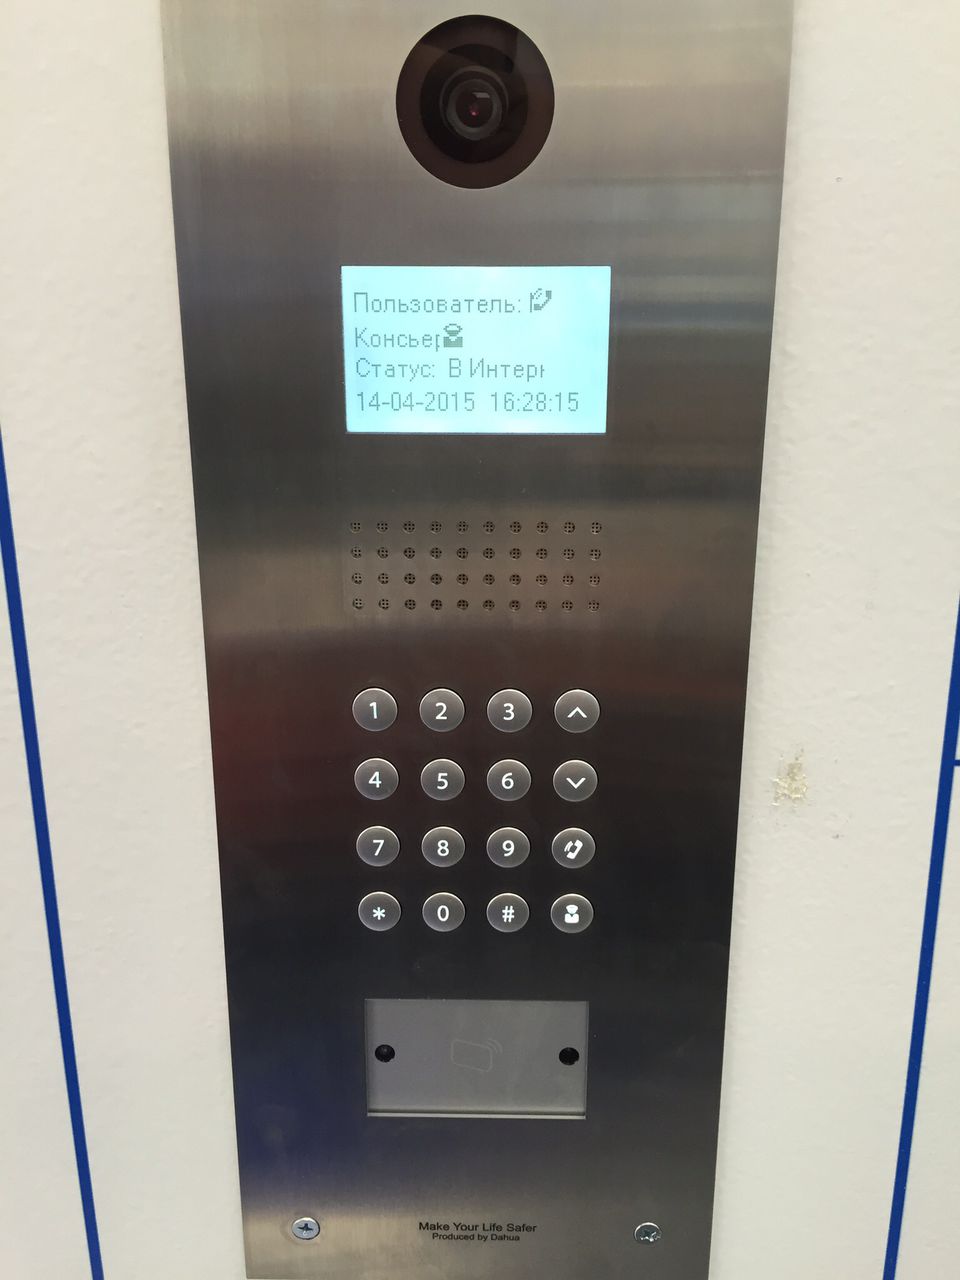 Пользователь:
Консьер
Статус: В Интерн
14-04-2015 16:28:15
1 2 3
4 5 6
7 8 9
* 0 #
Make Your Life Safer
Produced by Dahua